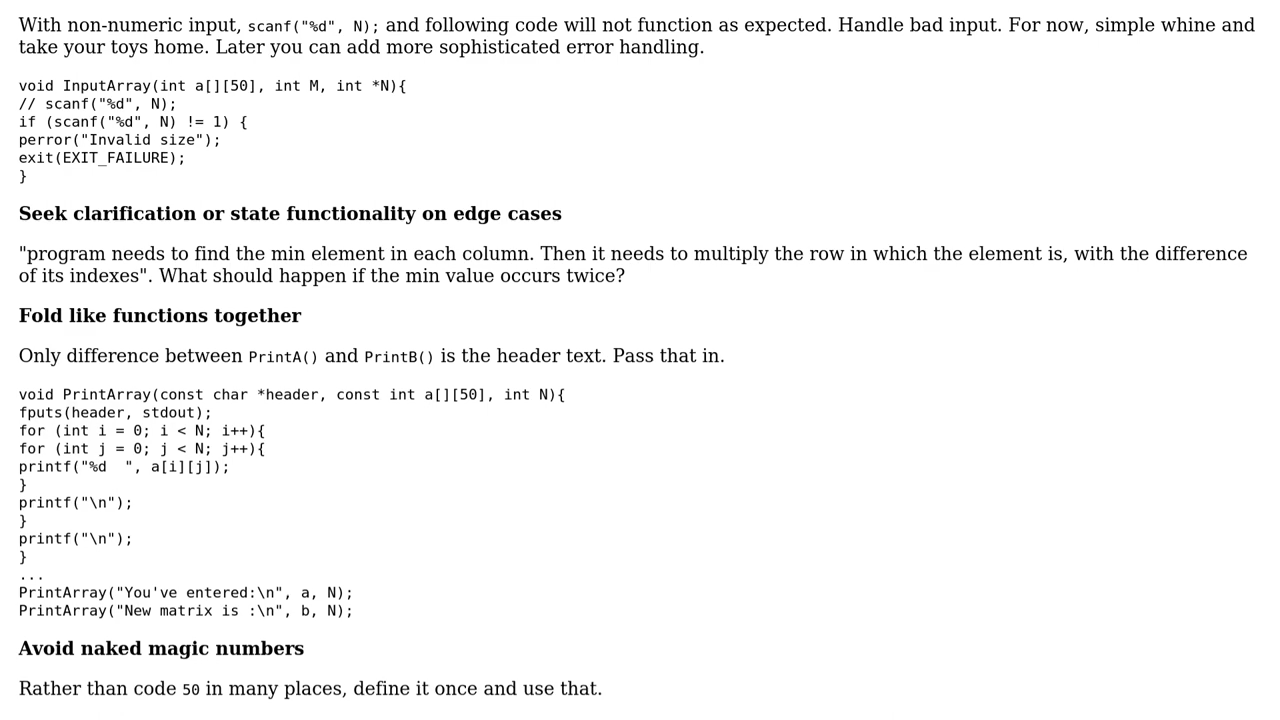 With non-numeric input, scanf("%d", N); and following code will not function as expected. Handle bad input. For now, simple whine and
take your toys home. Later you can add more sophisticated error handling.
void InputArray(int a[][50], int M, int *N){
// scanf("%d", N);
if (scanf("%d", N) != 1) {
perror("Invalid size");
exit(EXIT_FAILURE);
}
Seek clarification or state functionality on edge cases
"program needs to find the min element in each column. Then it needs to multiply the row in which the element is, with the difference
of its indexes". What should happen if the min value occurs twice?
Fold like functions together
Only difference between PrintA() and PrintB() is the header text. Pass that in.
void PrintArray(const char *header, const int a[][50], int N){
fputs(header, stdout);
for (int i = 0; i < N; i++){
for (int j = 0; j < N; j++){
printf("%d  ", a[i][j]);
}
printf("\n");
}
printf("\n");
}
...
PrintArray("You've entered:\n", a, N);
PrintArray("New matrix is :\n", b, N);
Avoid naked magic numbers
Rather than code 50 in many places, define it once and use that.